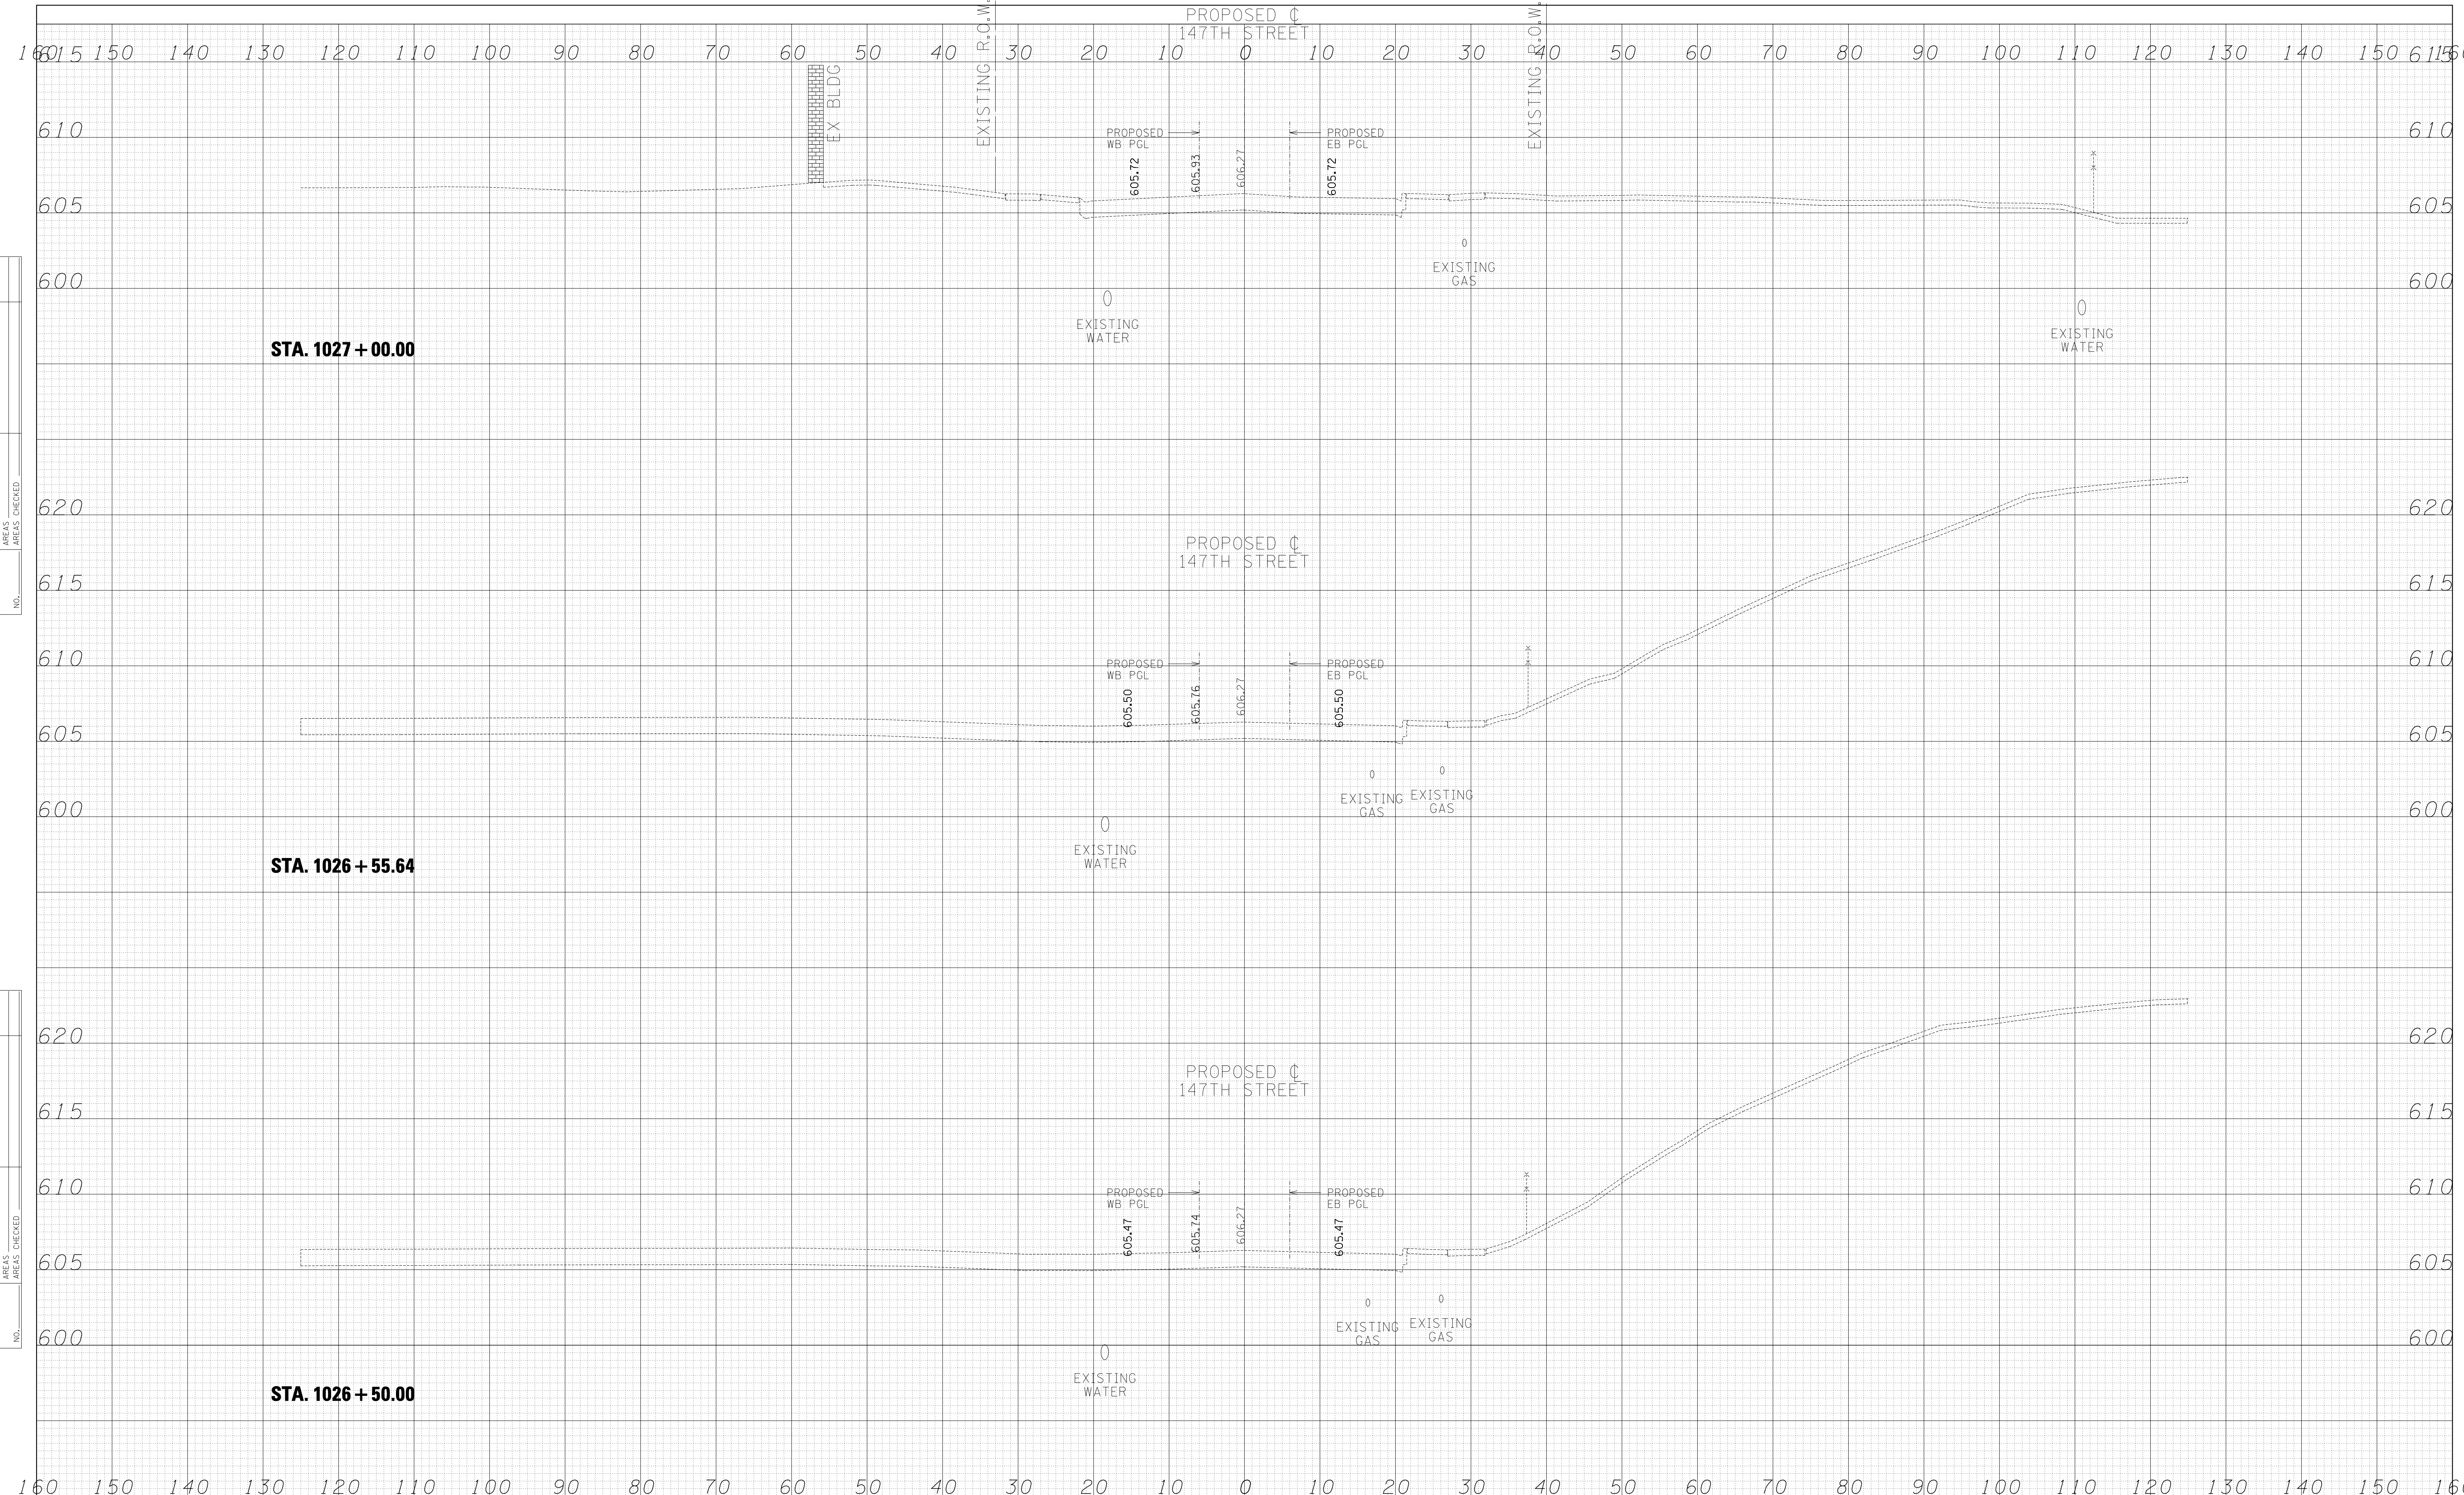 PROPOSED ℄
147TH STREET
160 150 140 130 120 110 100 90 80 70 60 50 40 30 20 10 0 10 20 30 40 50 60 70 80 90 100 110 120 130 140 150
615 615
EX BLDG
EXISTING R.O.W.
EXISTING R.O.W.
610 610
PROPOSED
WB PGL
PROPOSED
EB PGL
605.72
605.93
606.27
605.72
605 605
EXISTING
GAS
600 600
EXISTING
WATER
EXISTING
WATER
STA. 1027+00.00
AREAS
AREAS CHECKED
NO.
620 620
PROPOSED ℄
147TH STREET
615 615
610 610
PROPOSED
WB PGL
PROPOSED
EB PGL
605.50
605.76
606.27
605.50
605 605
EXISTING
GAS
EXISTING
GAS
600 600
EXISTING
WATER
STA. 1026+55.64
AREAS
AREAS CHECKED
NO.
620 620
PROPOSED ℄
147TH STREET
615 615
610 610
PROPOSED
WB PGL
PROPOSED
EB PGL
605.47
605.74
606.27
605.47
605 605
EXISTING
GAS
EXISTING
GAS
600 600
EXISTING
WATER
STA. 1026+50.00
160 150 140 130 120 110 100 90 80 70 60 50 40 30 20 10 0 10 20 30 40 50 60 70 80 90 100 110 120 130 140 150